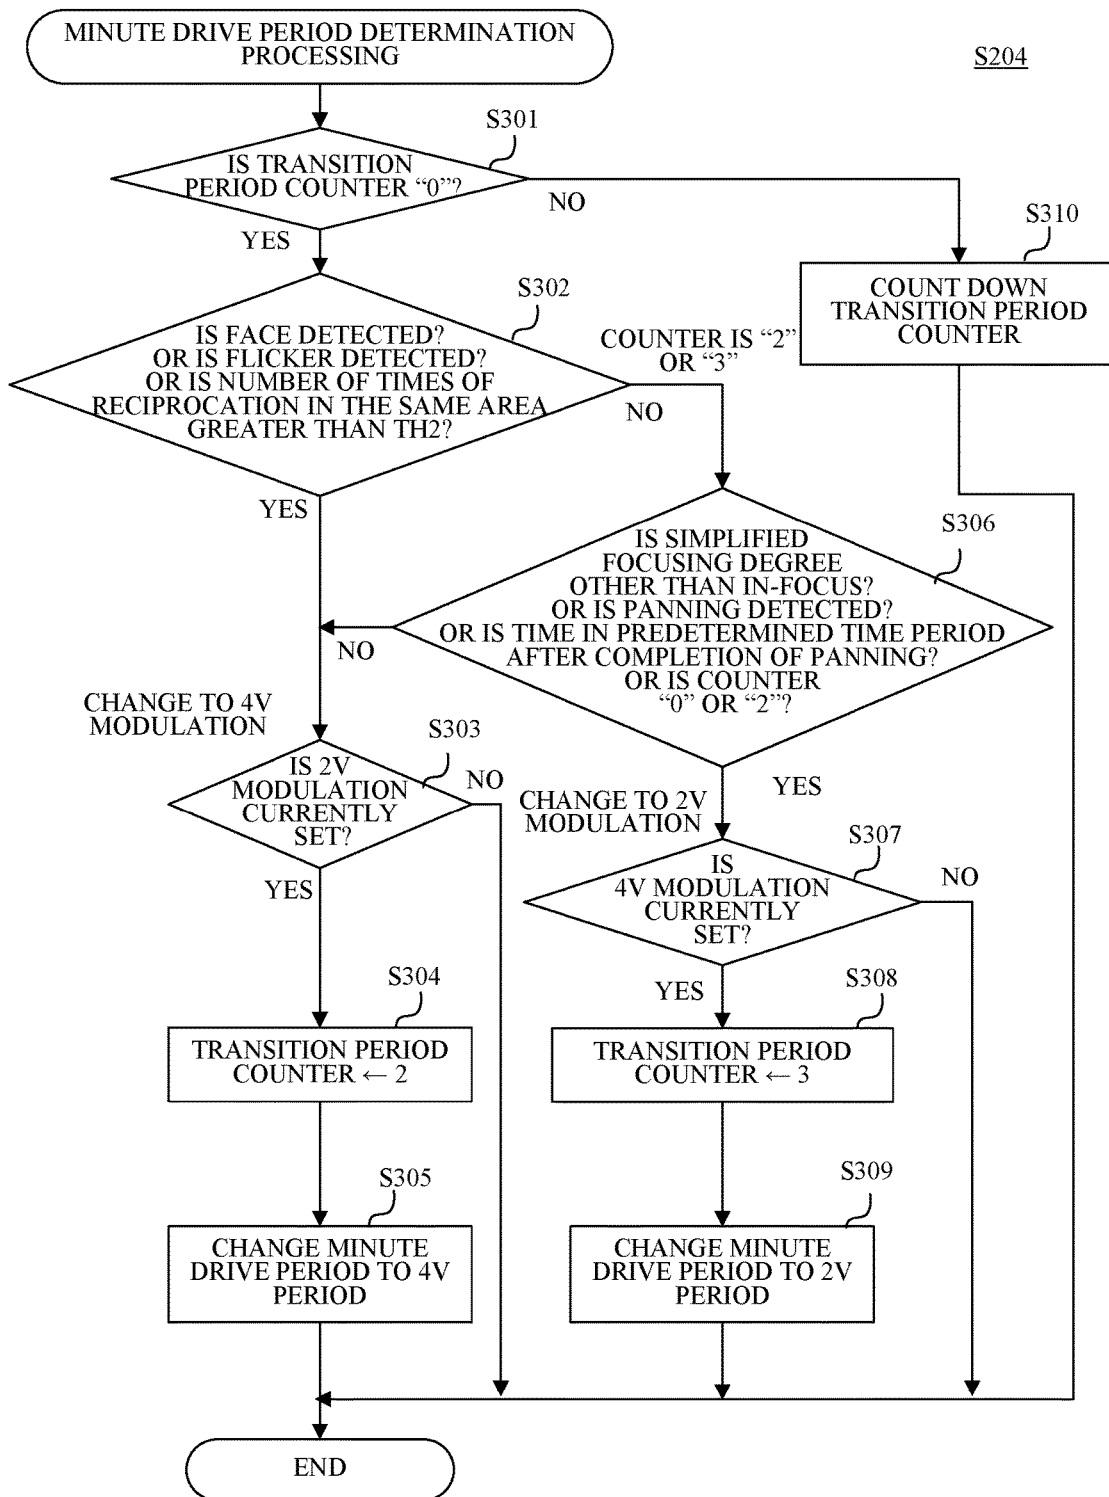 MINUTE DRIVE PERIOD DETERMINATION
PROCESSING
S204
S301
IS TRANSITION
PERIOD COUNTER “0”?
NO
YES
S310
COUNT DOWN
TRANSITION PERIOD
COUNTER
S302
IS FACE DETECTED?
OR IS FLICKER DETECTED?
OR IS NUMBER OF TIMES OF
RECIPROCATION IN THE SAME AREA
GREATER THAN TH2?
COUNTER IS “2”
OR “3”
NO
YES
S306
IS SIMPLIFIED
FOCUSING DEGREE
OTHER THAN IN-FOCUS?
OR IS PANNING DETECTED?
OR IS TIME IN PREDETERMINED TIME PERIOD
AFTER COMPLETION OF PANNING?
OR IS COUNTER
“0” OR “2”?
NO
YES
CHANGE TO 4V
MODULATION
S303
IS 2V
MODULATION
CURRENTLY
SET?
NO
YES
CHANGE TO 2V
MODULATION
S307
IS
4V MODULATION
CURRENTLY
SET?
NO
YES
S304
TRANSITION PERIOD
COUNTER ← 2
S308
TRANSITION PERIOD
COUNTER ← 3
S305
CHANGE MINUTE
DRIVE PERIOD TO 4V
PERIOD
S309
CHANGE MINUTE
DRIVE PERIOD TO 2V
PERIOD
END